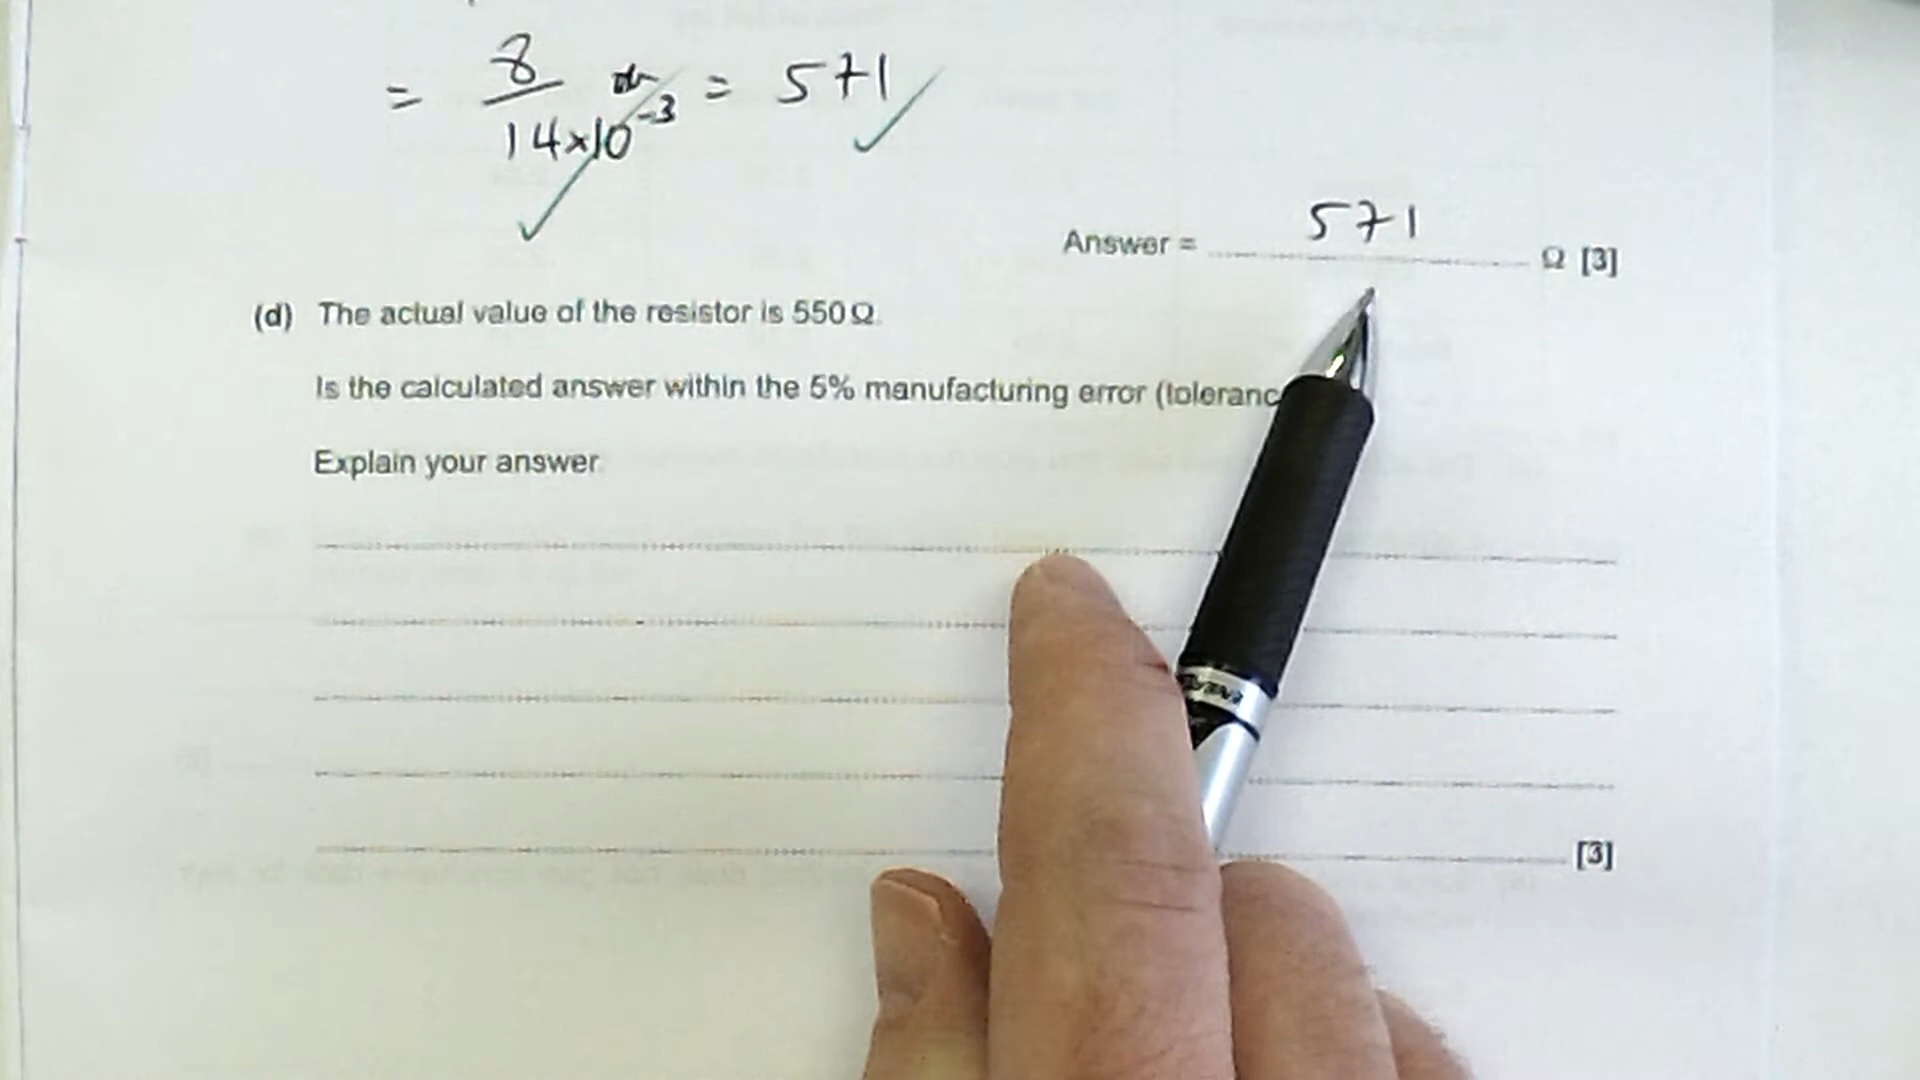 = 8 / 14×10⁻³ = 571
571
Answer = Ω [3]
(d) The actual value of the resistor is 550 Ω.
Is the calculated answer within the 5% manufacturing error (toleranc
Explain your answer.
[3]